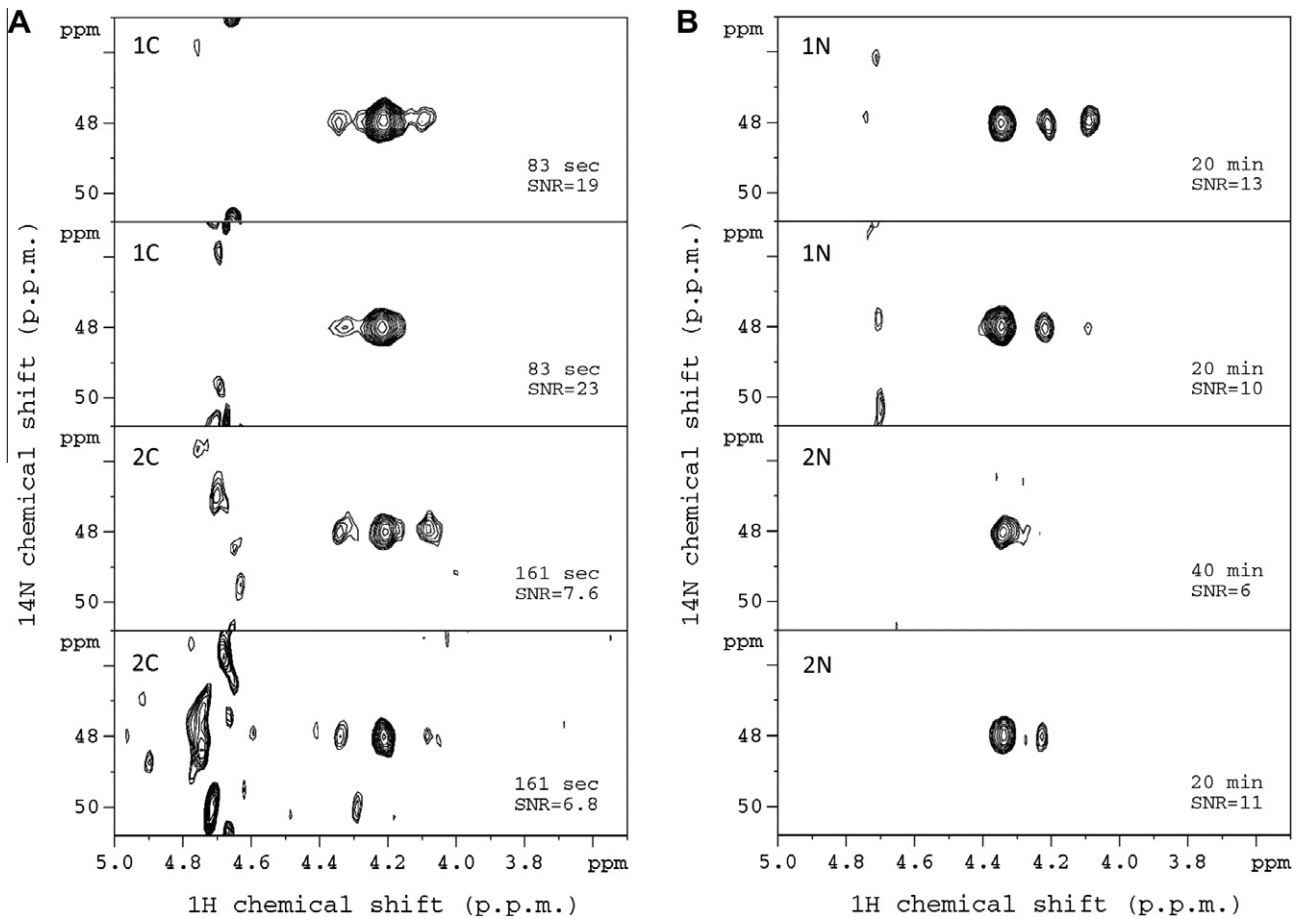 A
ppm
1C
48
83 sec
SNR=19
50
ppm
1C
48
83 sec
SNR=23
50
ppm
2C
48
161 sec
SNR=7.6
50
ppm
2C
48
161 sec
SNR=6.8
50
14N chemical shift (p.p.m.)
5.0 4.8 4.6 4.4 4.2 4.0 3.8 ppm
1H chemical shift (p.p.m.)
B
ppm
1N
48
20 min
SNR=13
50
ppm
1N
48
20 min
SNR=10
50
ppm
2N
48
40 min
SNR=6
50
ppm
2N
48
20 min
SNR=11
50
14N chemical shift (p.p.m.)
5.0 4.8 4.6 4.4 4.2 4.0 3.8 ppm
1H chemical shift (p.p.m.)